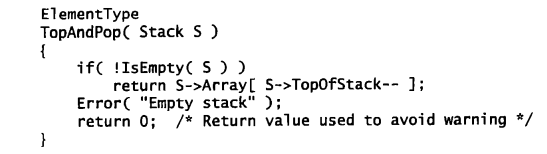 ElementType
TopAndPop( Stack S )
{
    if( !IsEmpty( S ) )
        return S->Array[ S->TopOfStack-- ];
    Error( "Empty stack" );
    return 0;  /* Return value used to avoid warning */
}